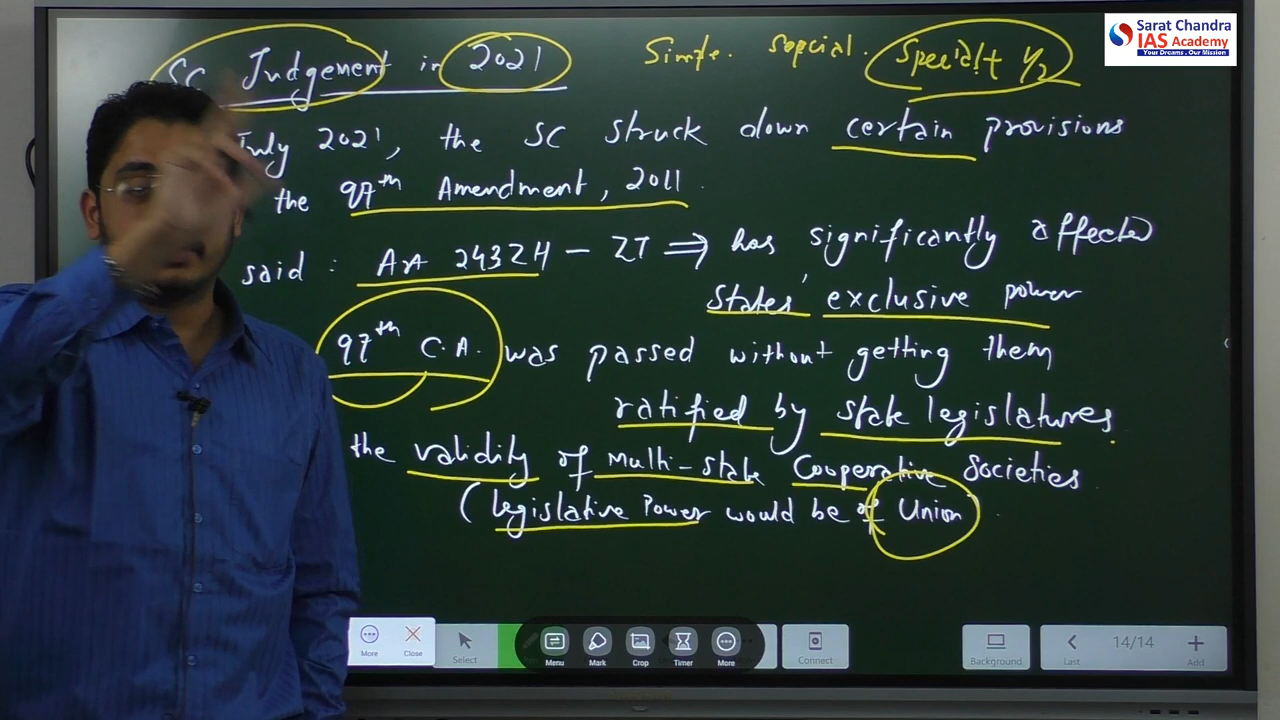 Sarat Chandra
IAS Academy
Your Dreams. Our Mission
SC Judgement in 2021
Simple. Sopcial. Special+ 1/2
July 2021, the SC struck down certain provisions
the 97th Amendment, 2011.
said : AA 243ZH - ZT ⇒ has significantly affected
states' exclusive power
97th C.A. was passed without getting them
ratified by state legislatures.
the validity of Multi-State Cooperative Societies
(legislative Power would be of Union)
More
Close
Select
Menu
Mark
Crop
Timer
More
Connect
Background
Last
14/14
Add